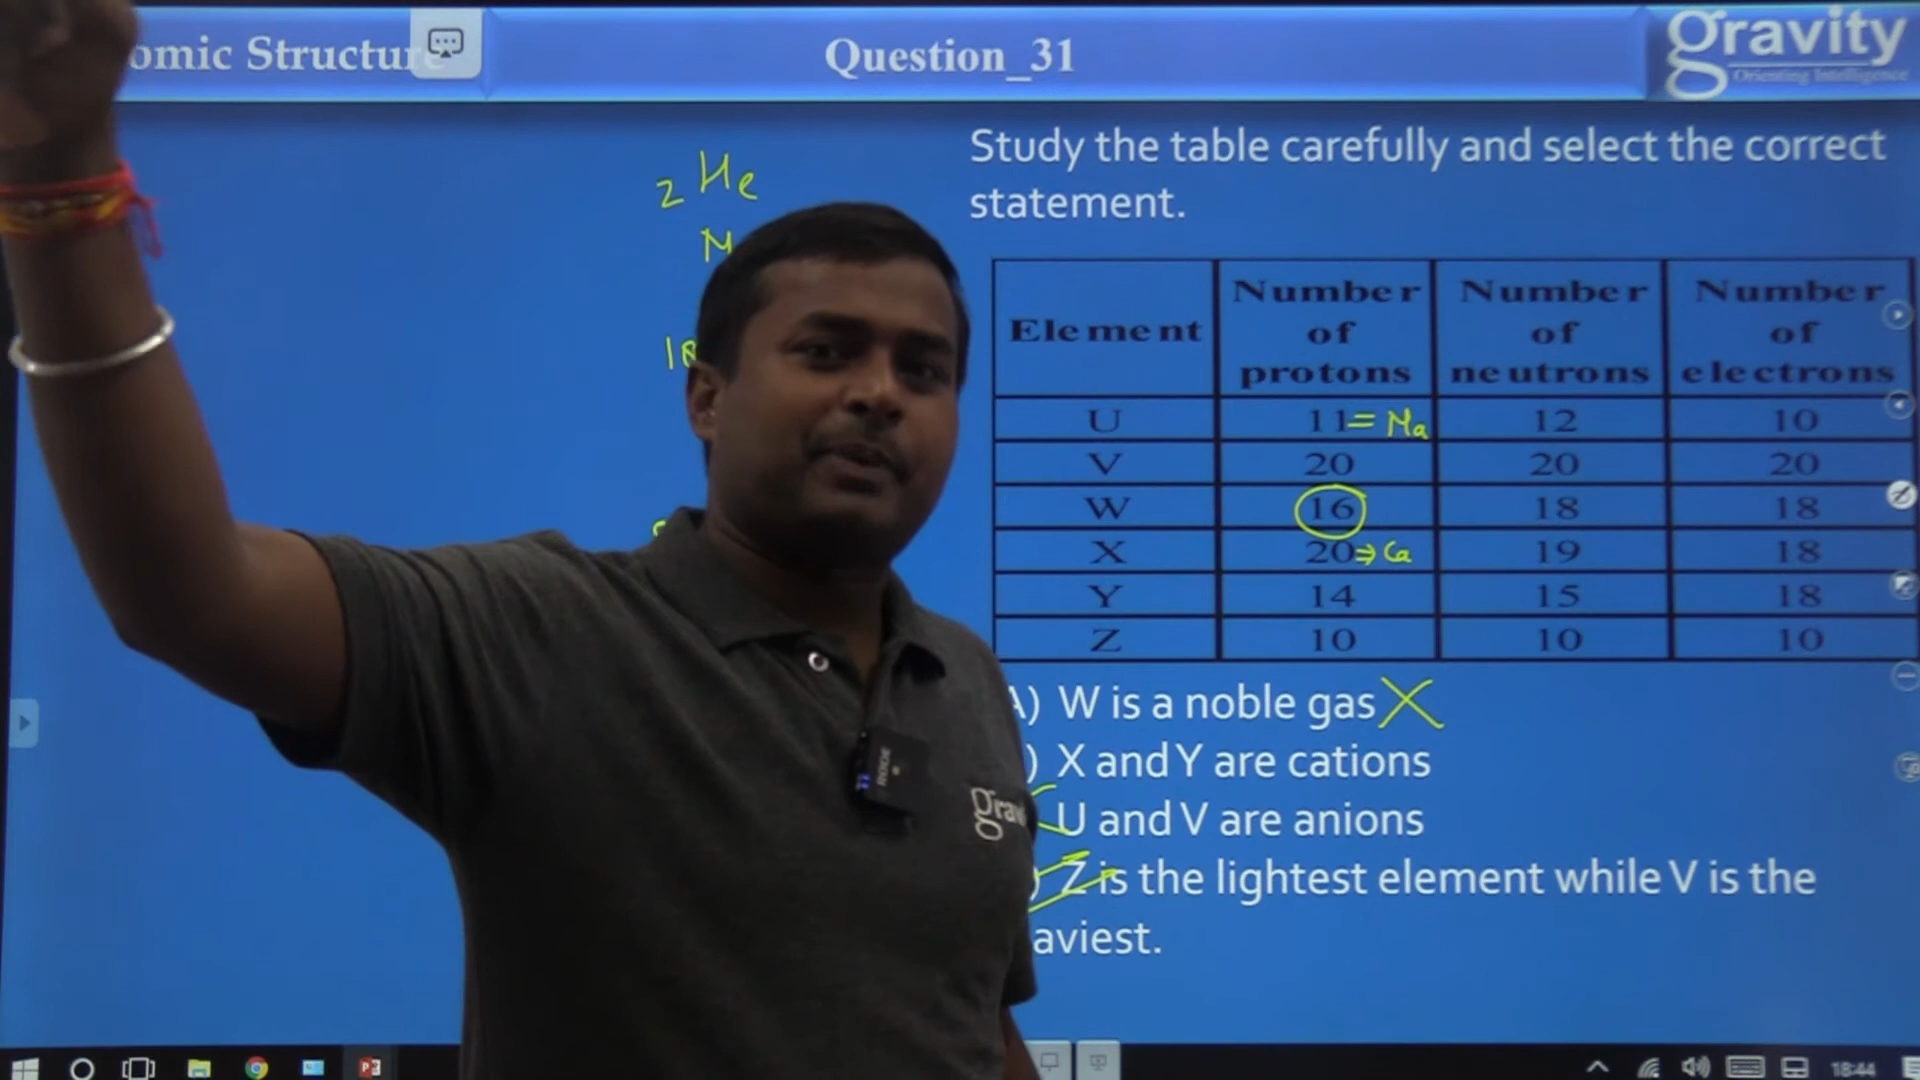 omic Structure
Question_31
gravity
Orienting Intelligence
Study the table carefully and select the correct
statement.
2 He
Element Number of protons Number of neutrons Number of electrons
U 11 = Na 12 10
V 20 20 20
W 16 18 18
X 20 ⇒ Ca 19 18
Y 14 15 18
Z 10 10 10
A) W is a noble gas X
) X and Y are cations
U and V are anions
) Z is the lightest element while V is the
aviest.
RODE
grav
18:44